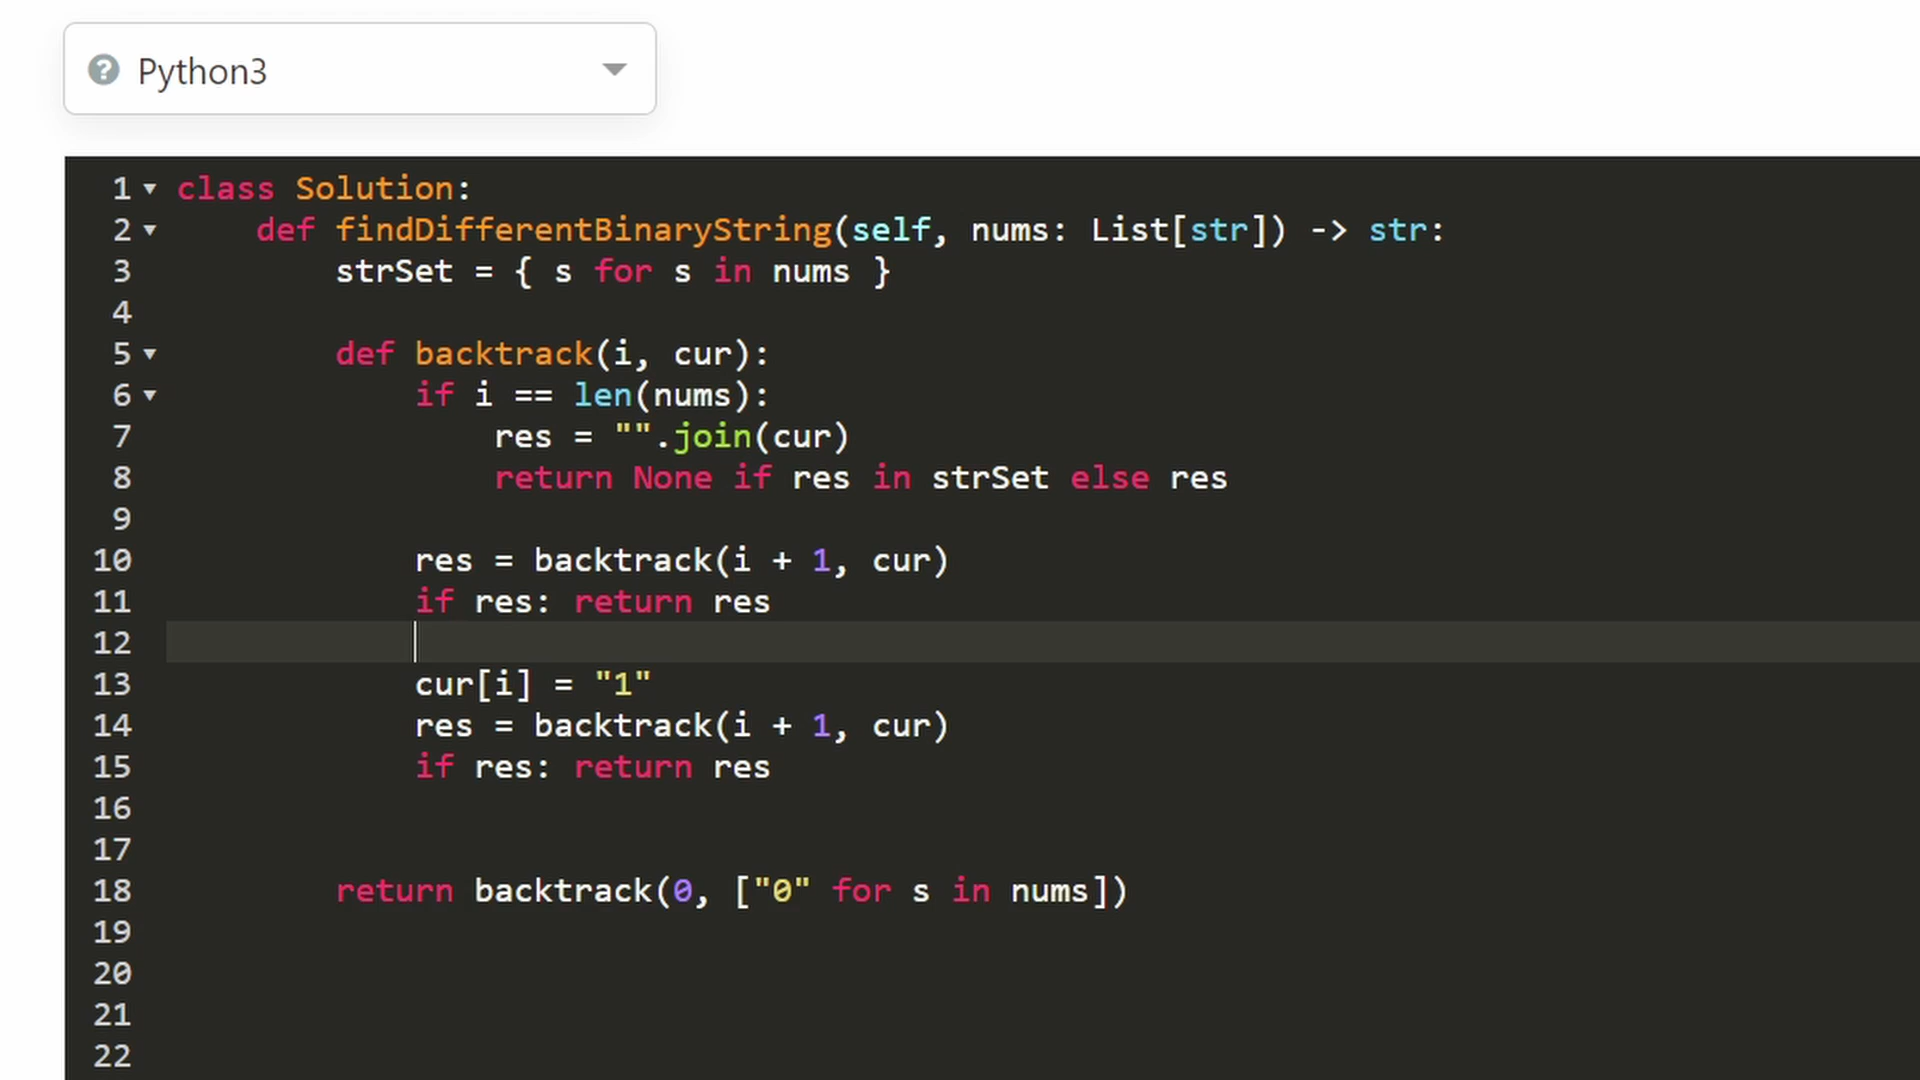 Python3
1 class Solution:
2     def findDifferentBinaryString(self, nums: List[str]) -> str:
3         strSet = { s for s in nums }
4
5         def backtrack(i, cur):
6             if i == len(nums):
7                 res = "".join(cur)
8                 return None if res in strSet else res
9
10             res = backtrack(i + 1, cur)
11             if res: return res
12
13             cur[i] = "1"
14             res = backtrack(i + 1, cur)
15             if res: return res
16
17
18         return backtrack(0, ["0" for s in nums])
19
20
21
22